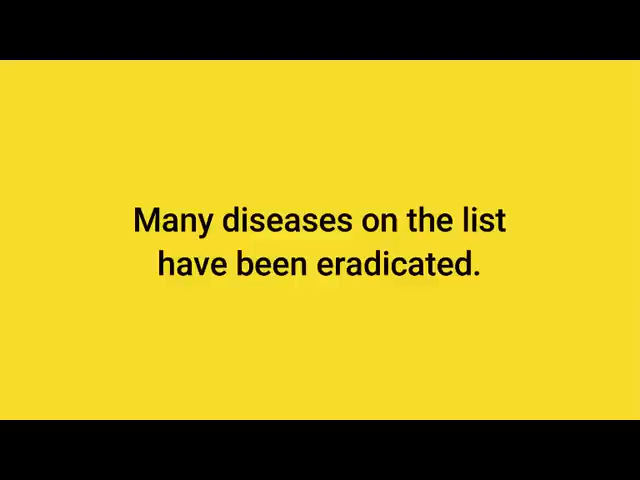 Many diseases on the list
have been eradicated.